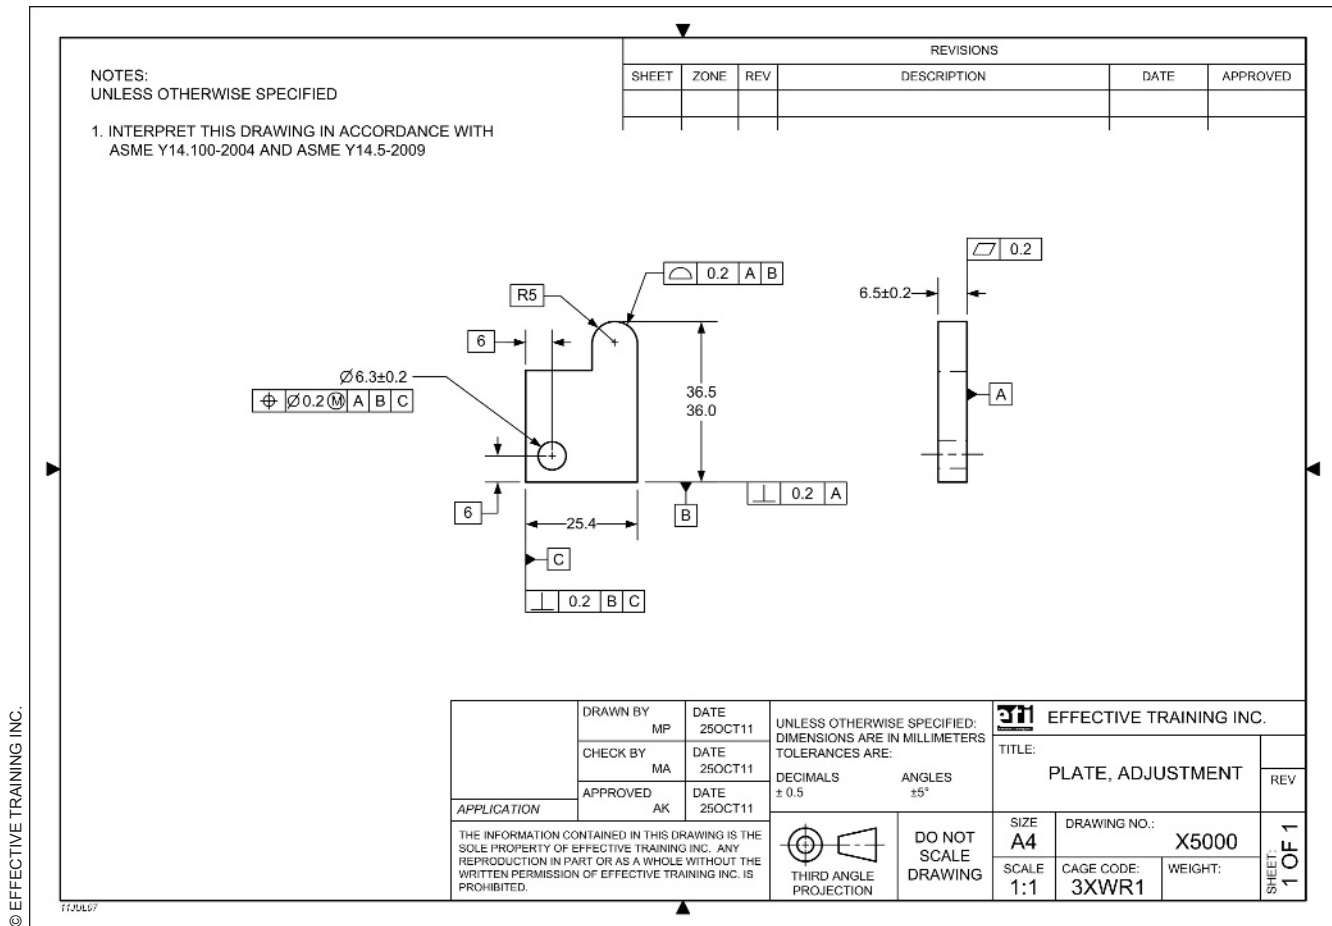 REVISIONS
SHEET ZONE REV DESCRIPTION DATE APPROVED
NOTES:
UNLESS OTHERWISE SPECIFIED
1. INTERPRET THIS DRAWING IN ACCORDANCE WITH
ASME Y14.100-2004 AND ASME Y14.5-2009
0.2
0.2 A B
R5
6.5±0.2
6
Ø6.3±0.2
⌖ Ø0.2Ⓜ A B C
36.5
36.0
A
⟂ 0.2 A
6
B
25.4
C
⟂ 0.2 B C
DRAWN BY
MP
DATE
25OCT11
CHECK BY
MA
DATE
25OCT11
APPROVED
AK
DATE
25OCT11
APPLICATION
UNLESS OTHERWISE SPECIFIED:
DIMENSIONS ARE IN MILLIMETERS
TOLERANCES ARE:
DECIMALS ANGLES
± 0.5 ±5°
eti EFFECTIVE TRAINING INC.
TITLE:
PLATE, ADJUSTMENT
REV
THE INFORMATION CONTAINED IN THIS DRAWING IS THE
SOLE PROPERTY OF EFFECTIVE TRAINING INC. ANY
REPRODUCTION IN PART OR AS A WHOLE WITHOUT THE
WRITTEN PERMISSION OF EFFECTIVE TRAINING INC. IS
PROHIBITED.
THIRD ANGLE
PROJECTION
DO NOT
SCALE
DRAWING
SIZE
A4
DRAWING NO.:
X5000
SCALE
1:1
CAGE CODE:
3XWR1
WEIGHT:
SHEET:
1 OF 1
11JUL07
© EFFECTIVE TRAINING INC.